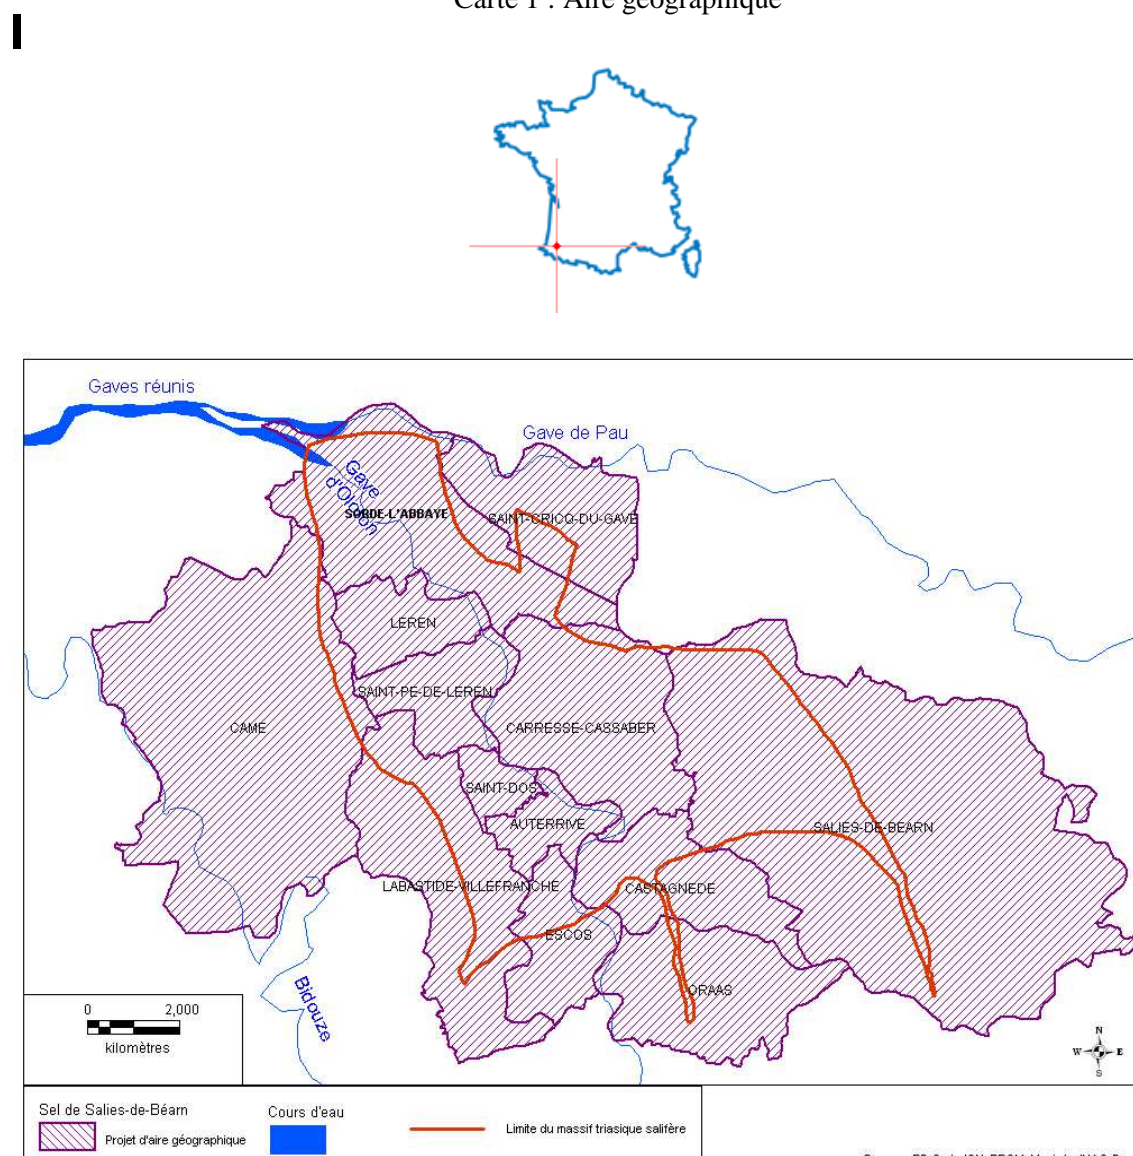 Carte 1 : Aire géographique
Gaves réunis
Gave de Pau
Gave
d'Oloron
SORDE-L'ABBAYE
SAINT-CRICQ-DU-GAVE
LEREN
SAINT-PE-DE-LEREN
CAME
CARRESSE-CASSABER
SAINT-DOS
AUTERRIVE
SALIES-DE-BEARN
LABASTIDE-VILLEFRANCHE
CASTAGNEDE
ESCOS
ORAAS
Bidouze
0 2,000
kilomètres
N
W E
S
Sel de Salies-de-Béarn
Cours d'eau
Projet d'aire géographique
Limite du massif triasique salifère